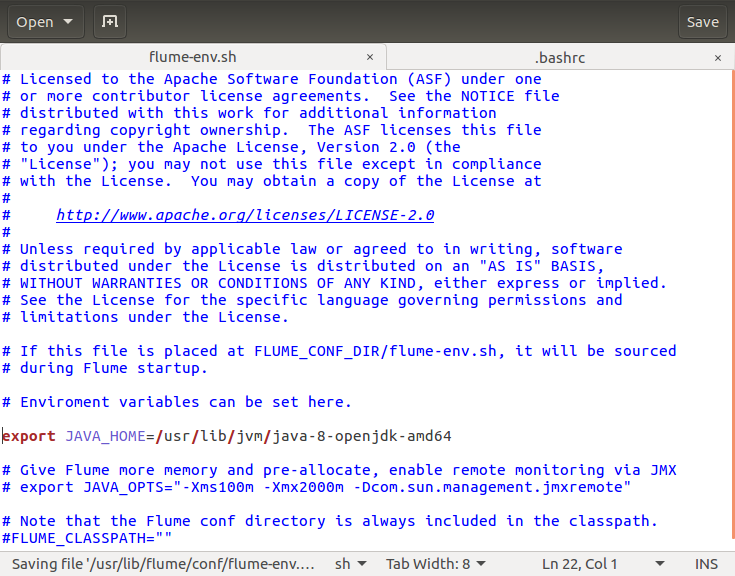 Open
Save
flume-env.sh ×
.bashrc ×
# Licensed to the Apache Software Foundation (ASF) under one
# or more contributor license agreements.  See the NOTICE file
# distributed with this work for additional information
# regarding copyright ownership.  The ASF licenses this file
# to you under the Apache License, Version 2.0 (the
# "License"); you may not use this file except in compliance
# with the License.  You may obtain a copy of the License at
#
#     http://www.apache.org/licenses/LICENSE-2.0
#
# Unless required by applicable law or agreed to in writing, software
# distributed under the License is distributed on an "AS IS" BASIS,
# WITHOUT WARRANTIES OR CONDITIONS OF ANY KIND, either express or implied.
# See the License for the specific language governing permissions and
# limitations under the License.
# If this file is placed at FLUME_CONF_DIR/flume-env.sh, it will be sourced
# during Flume startup.
# Enviroment variables can be set here.
export JAVA_HOME=/usr/lib/jvm/java-8-openjdk-amd64
# Give Flume more memory and pre-allocate, enable remote monitoring via JMX
# export JAVA_OPTS="-Xms100m -Xmx2000m -Dcom.sun.management.jmxremote"
# Note that the Flume conf directory is always included in the classpath.
#FLUME_CLASSPATH=""
Saving file '/usr/lib/flume/conf/flume-env.… sh Tab Width: 8 Ln 22, Col 1 INS